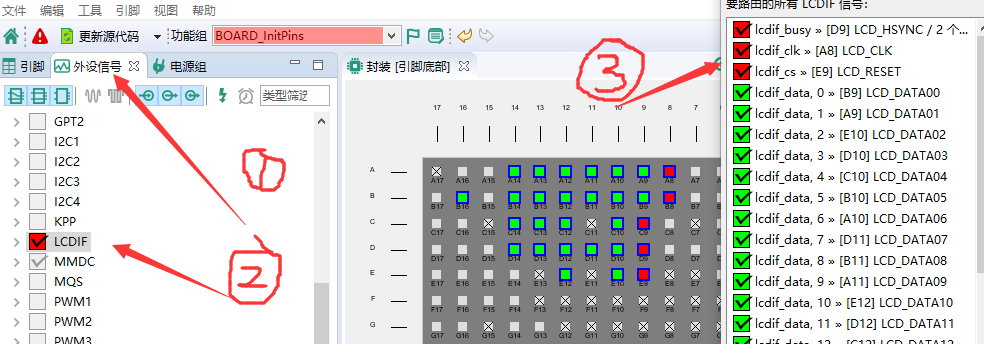 文件 编辑 工具 引脚 视图 帮助
更新源代码 功能组 BOARD_InitPins
引脚 外设信号 电源组
类型筛选
GPT2
I2C1
I2C2
I2C3
I2C4
KPP
LCDIF
MMDC
MQS
PWM1
PWM2
PWM3
1
2
封装 [引脚底部]
3
17 16 15 14 13 12 11 10 9 8 7
A A17 A16 A15 A14 A13 A12 A11 A10 A9 A8 A7
B B17 B16 B15 B14 B13 B12 B11 B10 B9 B8 B7
C C17 C16 C15 C14 C13 C12 C11 C10 C9 C8 C7
D D17 D16 D15 D14 D13 D12 D11 D10 D9 D8 D7
E E17 E16 E15 E14 E13 E12 E11 E10 E9 E8 E7
F F17 F16 F15 F14 F13 F12 F11 F10 F9 F8 F7
G G17 G16 G15 G14 G13 G12 G11 G10 G9 G8 G7
要路由的所有 LCDIF 信号:
lcdif_busy » [D9] LCD_HSYNC / 2 个...
lcdif_clk » [A8] LCD_CLK
lcdif_cs » [E9] LCD_RESET
lcdif_data, 0 » [B9] LCD_DATA00
lcdif_data, 1 » [A9] LCD_DATA01
lcdif_data, 2 » [E10] LCD_DATA02
lcdif_data, 3 » [D10] LCD_DATA03
lcdif_data, 4 » [C10] LCD_DATA04
lcdif_data, 5 » [B10] LCD_DATA05
lcdif_data, 6 » [A10] LCD_DATA06
lcdif_data, 7 » [D11] LCD_DATA07
lcdif_data, 8 » [B11] LCD_DATA08
lcdif_data, 9 » [A11] LCD_DATA09
lcdif_data, 10 » [E12] LCD_DATA10
lcdif_data, 11 » [D12] LCD_DATA11
lcdif_data, 12 » [C12] LCD_DATA12